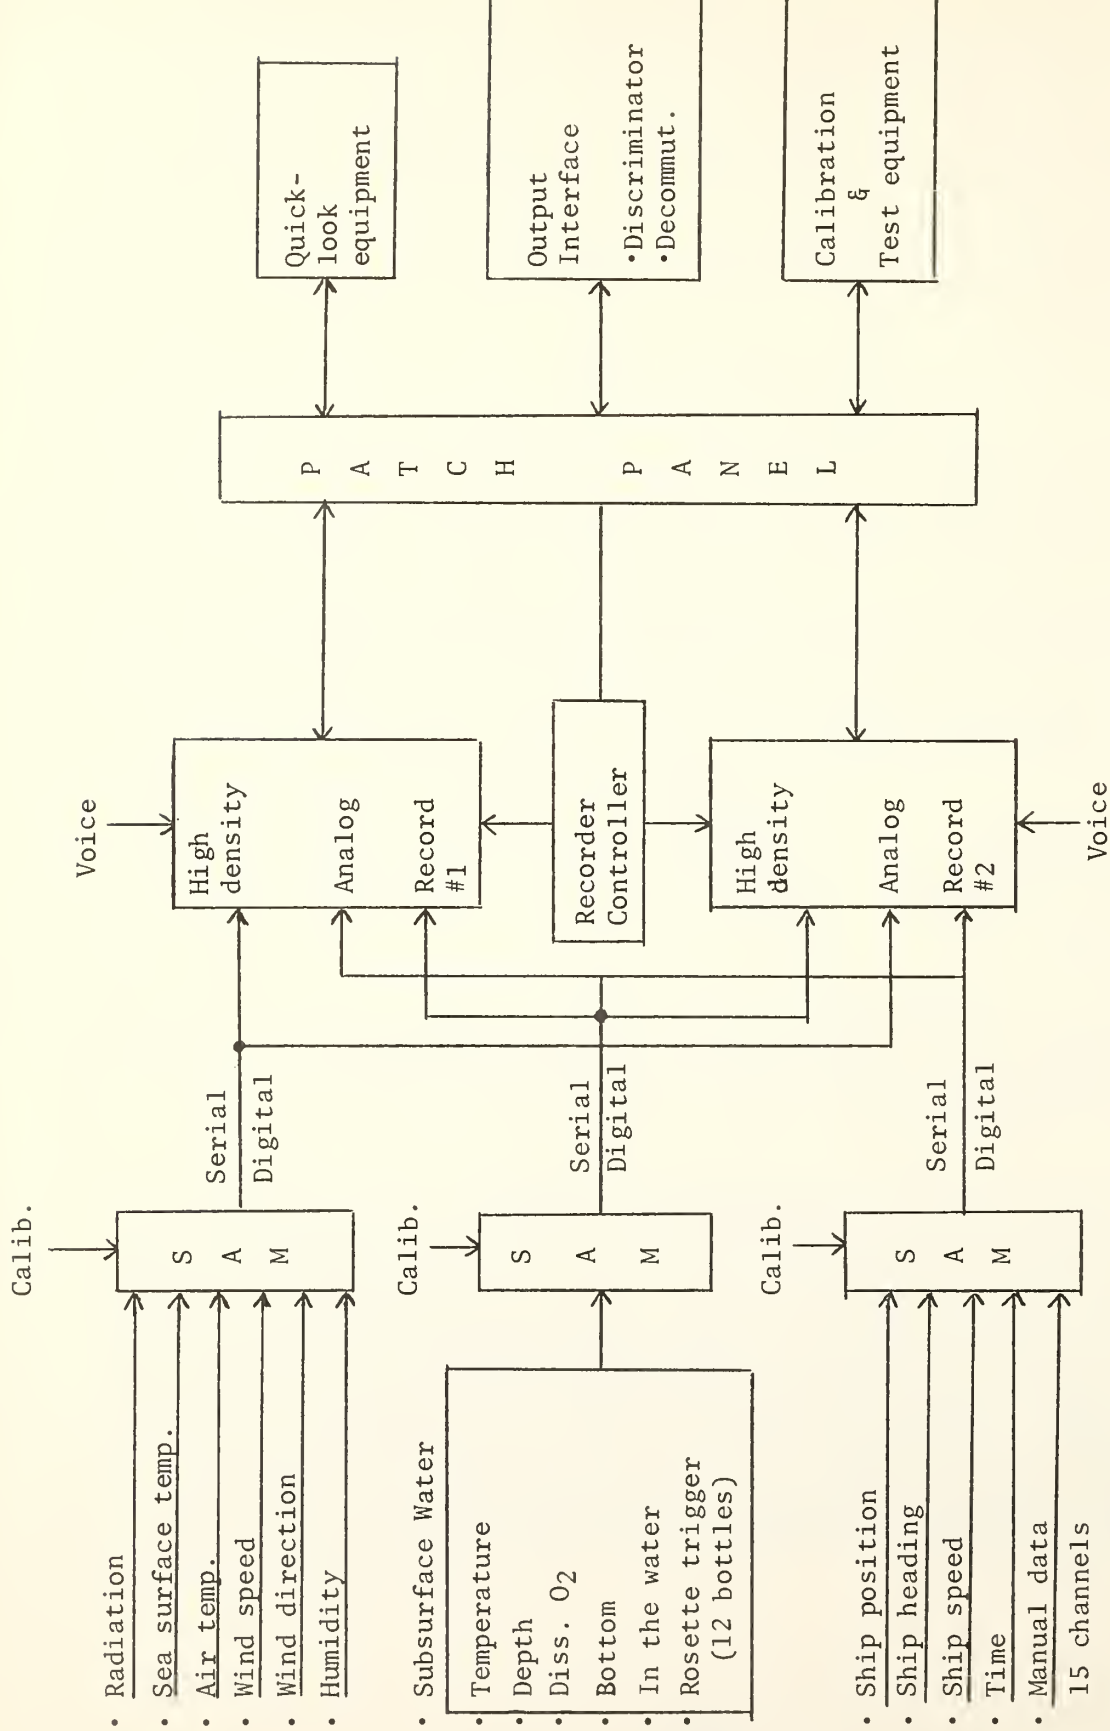 Calib.
· Radiation
· Sea surface temp.
· Air temp.
· Wind speed
· Wind direction
· Humidity
S
A
M
Serial
Digital
Calib.
· Subsurface Water
· Temperature
· Depth
· Diss. O2
· Bottom
· In the water
· Rosette trigger
(12 bottles)
S
A
M
Serial
Digital
Calib.
· Ship position
· Ship heading
· Ship speed
· Time
· Manual data
15 channels
S
A
M
Serial
Digital
Voice
High
density
Analog
Record
#1
Recorder
Controller
High
density
Analog
Record
#2
Voice
P
A
T
C
H
P
A
N
E
L
Quick-
look
equipment
Output
Interface
·Discriminator
·Decommut.
Calibration
&
Test equipment